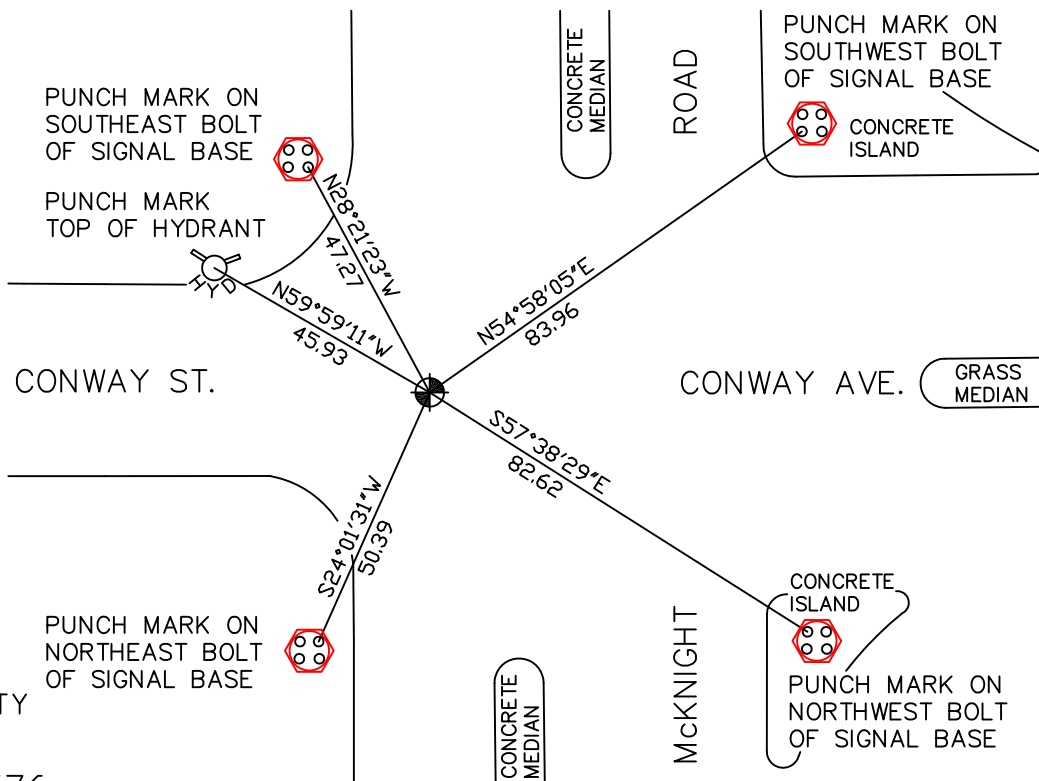 PUNCH MARK ON
SOUTHWEST BOLT
OF SIGNAL BASE
CONCRETE
MEDIAN
ROAD
PUNCH MARK ON
SOUTHEAST BOLT
OF SIGNAL BASE
CONCRETE
ISLAND
PUNCH MARK
TOP OF HYDRANT
HYD
N28°21'23"W
47.27
N59°59'11"W
45.93
N54°58'05"E
83.96
CONWAY ST.
CONWAY AVE.
GRASS
MEDIAN
S57°38'29"E
82.62
S24°01'31"W
50.39
CONCRETE
ISLAND
PUNCH MARK ON
NORTHEAST BOLT
OF SIGNAL BASE
McKNIGHT
CONCRETE
MEDIAN
PUNCH MARK ON
NORTHWEST BOLT
OF SIGNAL BASE
TY